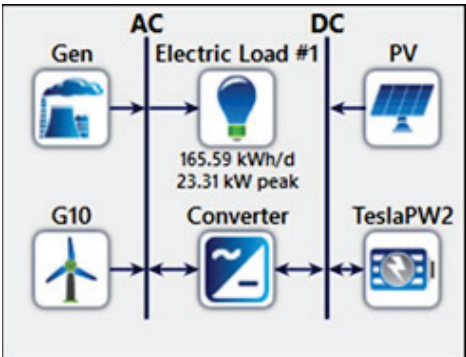 AC DC
Gen Electric Load #1 PV
165.59 kWh/d
23.31 kW peak
G10 Converter TeslaPW2